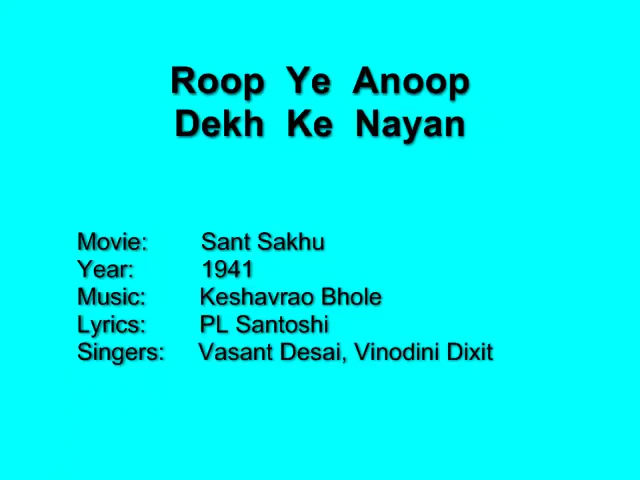 Roop Ye Anoop
Dekh Ke Nayan
Movie: Sant Sakhu
Year: 1941
Music: Keshavrao Bhole
Lyrics: PL Santoshi
Singers: Vasant Desai, Vinodini Dixit